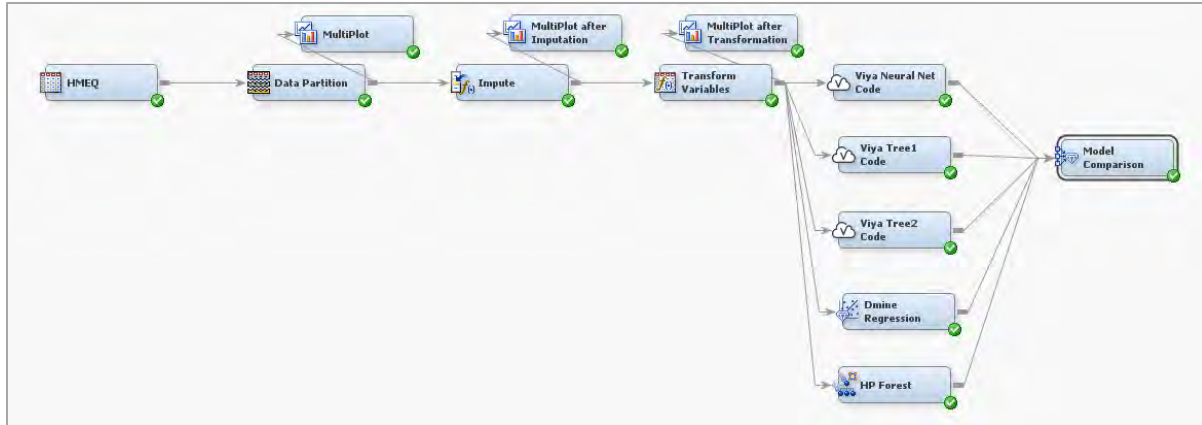 MultiPlot
MultiPlot after
Imputation
MultiPlot after
Transformation
HMEQ
Data Partition
Impute
Transform
Variables
Viya Neural Net
Code
Viya Tree1
Code
Viya Tree2
Code
Dmine
Regression
HP Forest
Model
Comparison